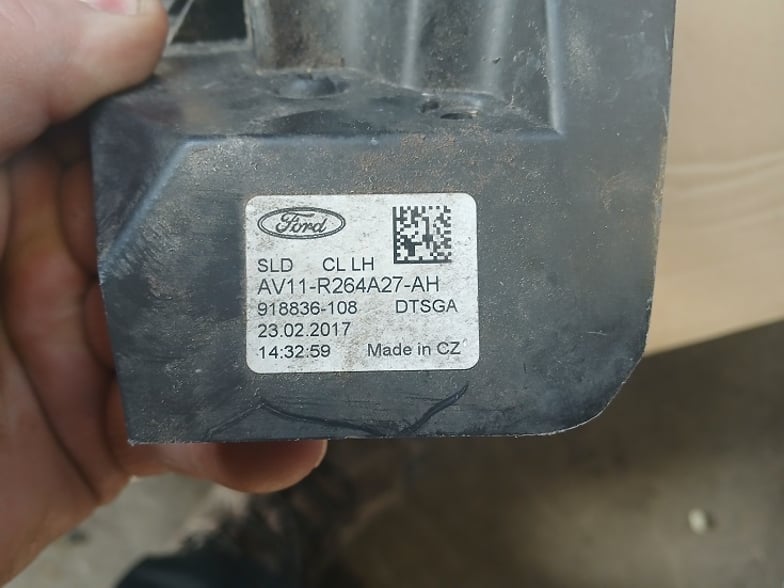 Ford
SLD CL LH
AV11-R264A27-AH
918836-108 DTSGA
23.02.2017
14:32:59 Made in CZ